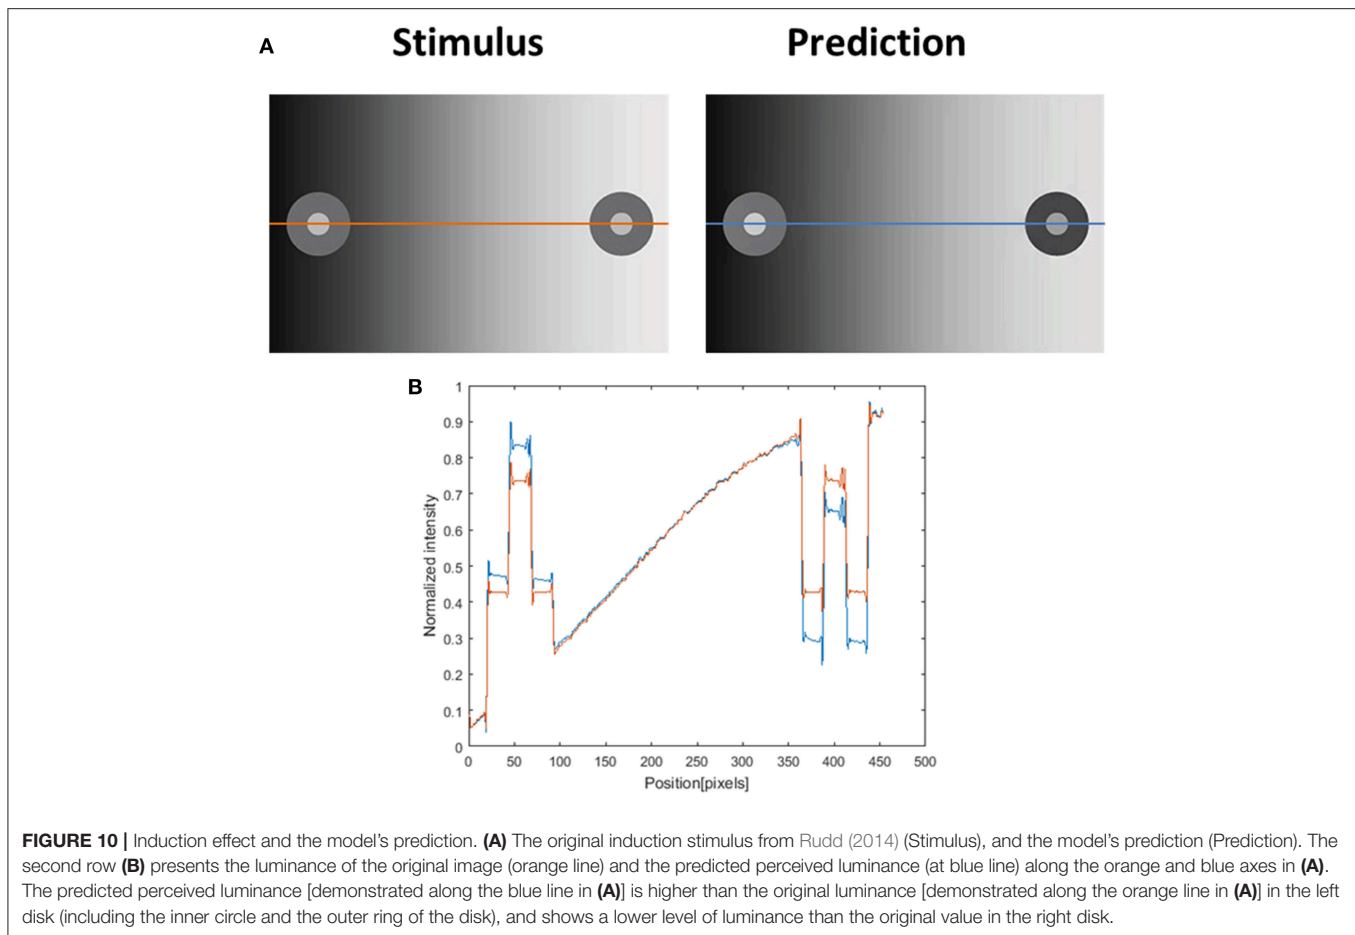 A
Stimulus
Prediction
B
1
0.9
0.8
0.7
0.6
0.5
0.4
0.3
0.2
0.1
0
Normalized intensity
0 50 100 150 200 250 300 350 400 450 500
Position[pixels]
FIGURE 10 | Induction effect and the model's prediction. (A) The original induction stimulus from Rudd (2014) (Stimulus), and the model's prediction (Prediction). The
second row (B) presents the luminance of the original image (orange line) and the predicted perceived luminance (at blue line) along the orange and blue axes in (A).
The predicted perceived luminance [demonstrated along the blue line in (A)] is higher than the original luminance [demonstrated along the orange line in (A)] in the left
disk (including the inner circle and the outer ring of the disk), and shows a lower level of luminance than the original value in the right disk.